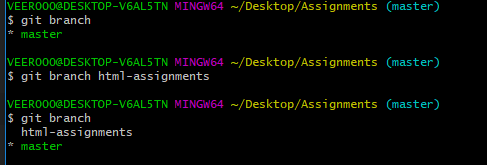 VEEROOO@DESKTOP-V6AL5TN MINGW64 ~/Desktop/Assignments (master)
$ git branch
* master
VEEROOO@DESKTOP-V6AL5TN MINGW64 ~/Desktop/Assignments (master)
$ git branch html-assignments
VEEROOO@DESKTOP-V6AL5TN MINGW64 ~/Desktop/Assignments (master)
$ git branch
  html-assignments
* master